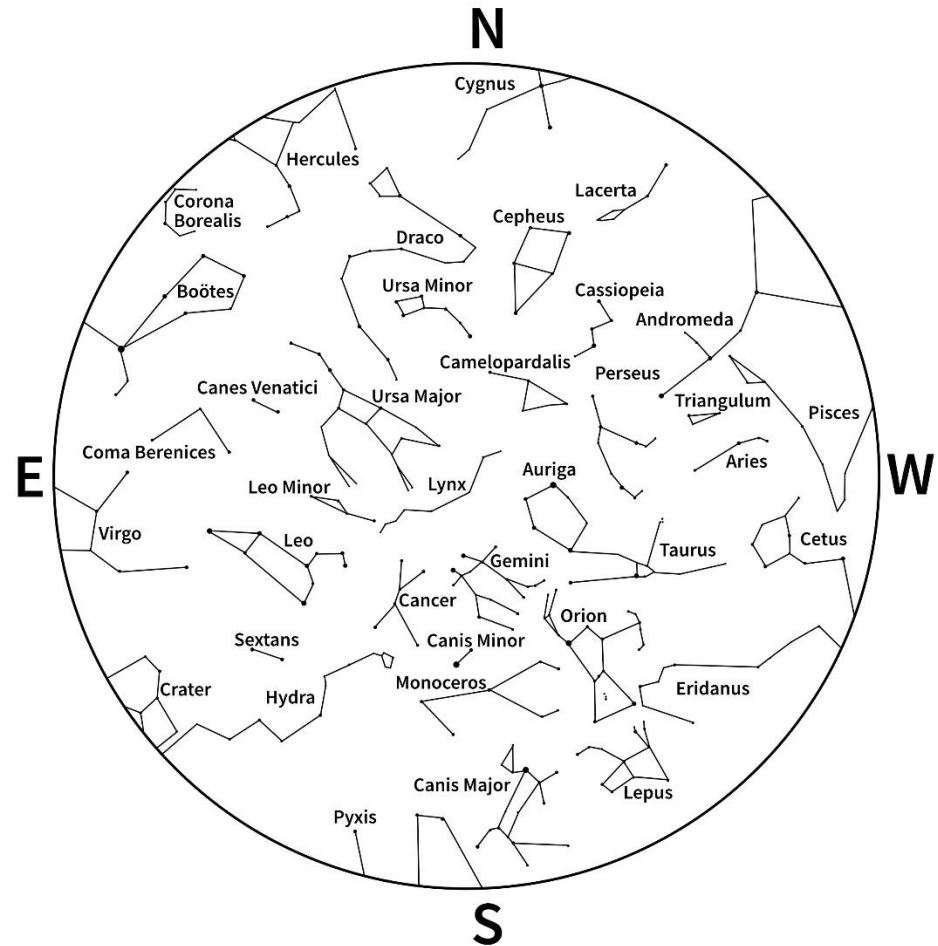 N
Cygnus
Hercules
Lacerta
Corona
Borealis
Cepheus
Draco
Boötes
Ursa Minor
Cassiopeia
Andromeda
Camelopardalis
Perseus
Canes Venatici
Ursa Major
Triangulum
Pisces
Coma Berenices
Aries
E
Leo Minor
Lynx
Auriga
W
Virgo
Leo
Gemini
Taurus
Cetus
Cancer
Orion
Sextans
Canis Minor
Crater
Hydra
Monoceros
Eridanus
Canis Major
Lepus
Pyxis
S